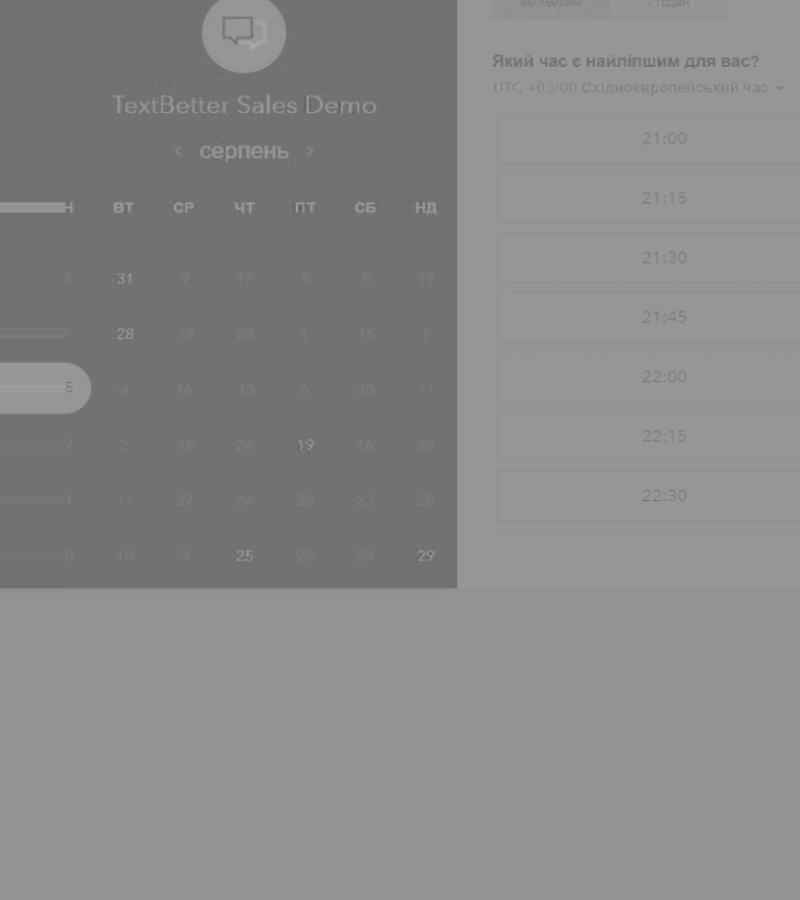 40 хвилин 1 годин
TextBetter Sales Demo
серпень
ВТ СР ЧТ ПТ СБ НД
5 31 9 17 5 5 19
28 13 28 1 15 1
5 4 16 13 6 30 11
7 2 15 24 19 16 25
1 11 27 24 28 23 26
0 10 3 25 25 24 29
Який час є найліпшим для вас?
UTC +03:00 Східноєвропейський час
21:00
21:15
21:30
21:45
22:00
22:15
22:30